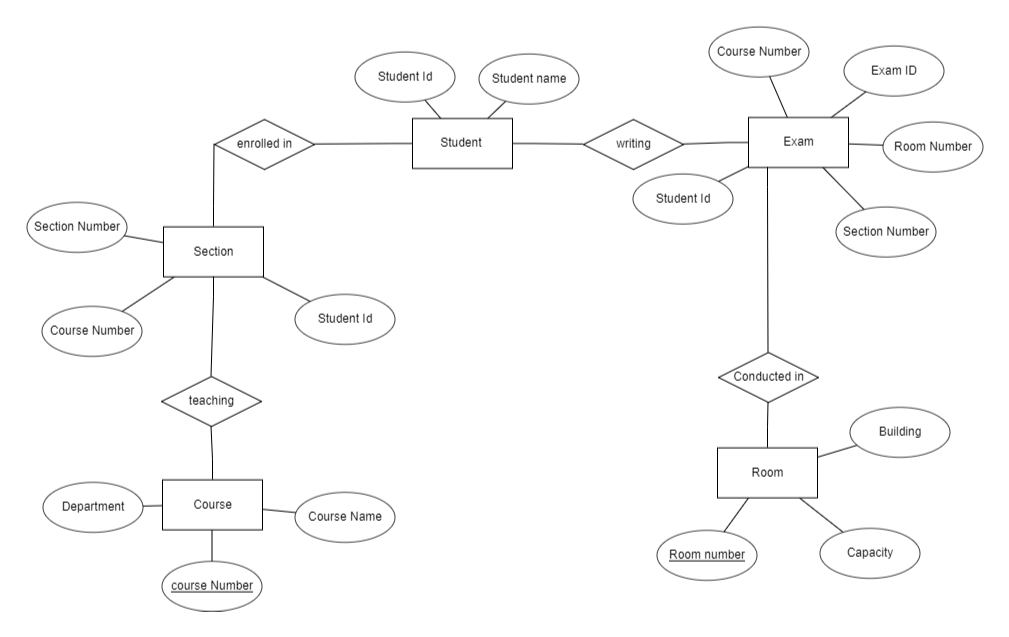 Course Number
Exam ID
Student Id
Student name
enrolled in
Student
writing
Exam
Room Number
Student Id
Section Number
Section Number
Section
Course Number
Student Id
teaching
Conducted in
Building
Room
Department
Course
Course Name
Room number
Capacity
course Number